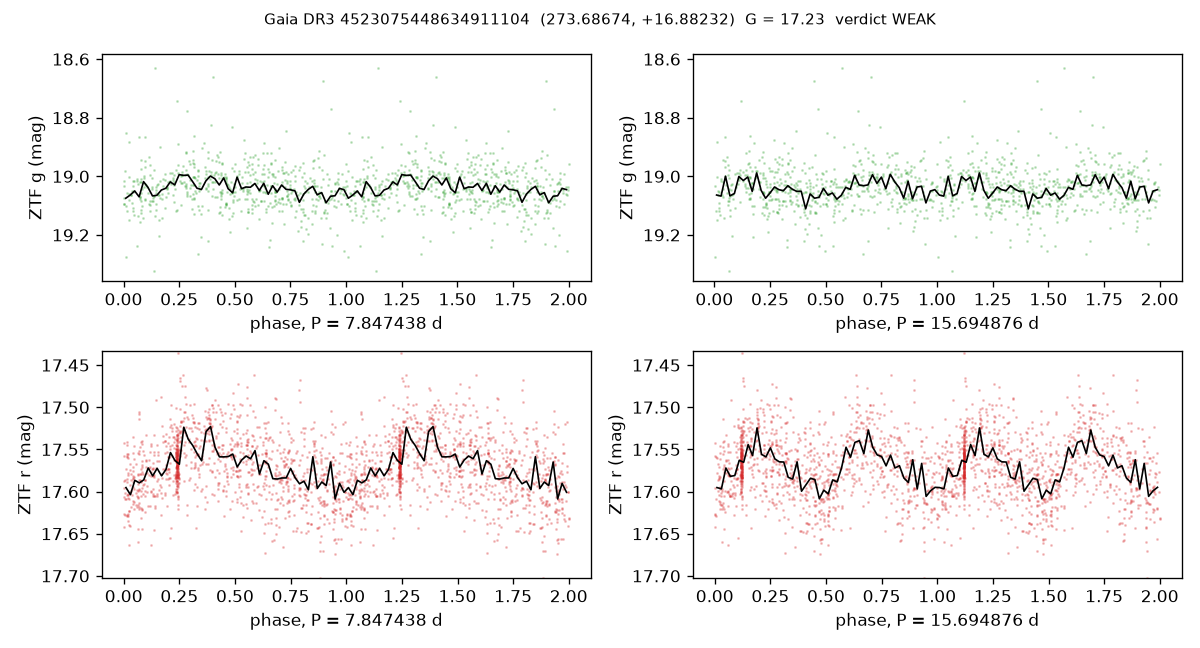 Gaia DR3 4523075448634911104 (273.68674, +16.88232) G = 17.23 verdict WEAK
ZTF g (mag)
18.6
18.8
19.0
19.2
0.00 0.25 0.50 0.75 1.00 1.25 1.50 1.75 2.00
phase, P = 7.847438 d
ZTF g (mag)
18.6
18.8
19.0
19.2
0.00 0.25 0.50 0.75 1.00 1.25 1.50 1.75 2.00
phase, P = 15.694876 d
ZTF r (mag)
17.45
17.50
17.55
17.60
17.65
17.70
0.00 0.25 0.50 0.75 1.00 1.25 1.50 1.75 2.00
phase, P = 7.847438 d
ZTF r (mag)
17.45
17.50
17.55
17.60
17.65
17.70
0.00 0.25 0.50 0.75 1.00 1.25 1.50 1.75 2.00
phase, P = 15.694876 d